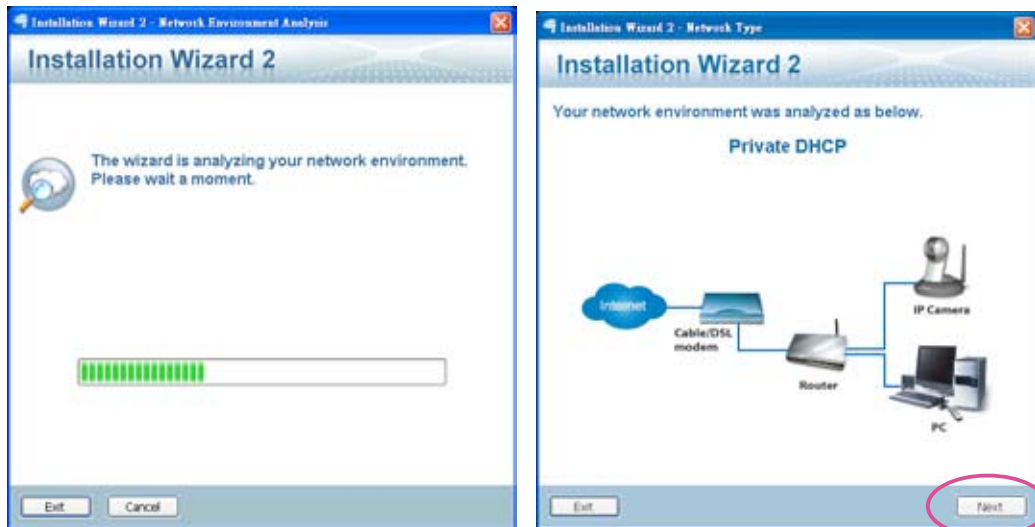 Installation Wizard 2 - Network Environment Analysis
Installation Wizard 2
The wizard is analyzing your network environment.
Please wait a moment.
Exit
Cancel
Installation Wizard 2 - Network Type
Installation Wizard 2
Your network environment was analyzed as below.
Private DHCP
Internet
Cable/DSL
modem
Router
IP Camera
PC
Exit
Next